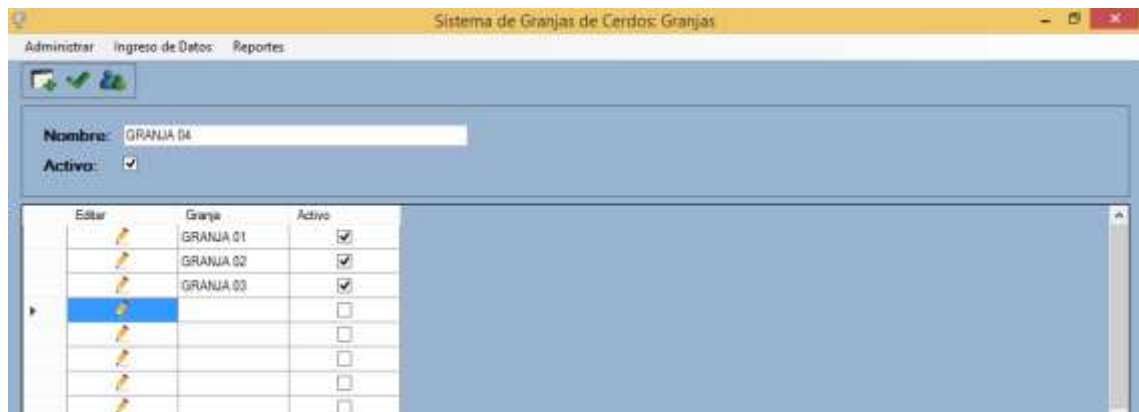 Sistema de Granjas de Cerdos: Granjas
Administrar Ingreso de Datos Reportes
Nombre: GRANJA 04
Activo:
Editar Granja Activo
GRANJA 01
GRANJA 02
GRANJA 03